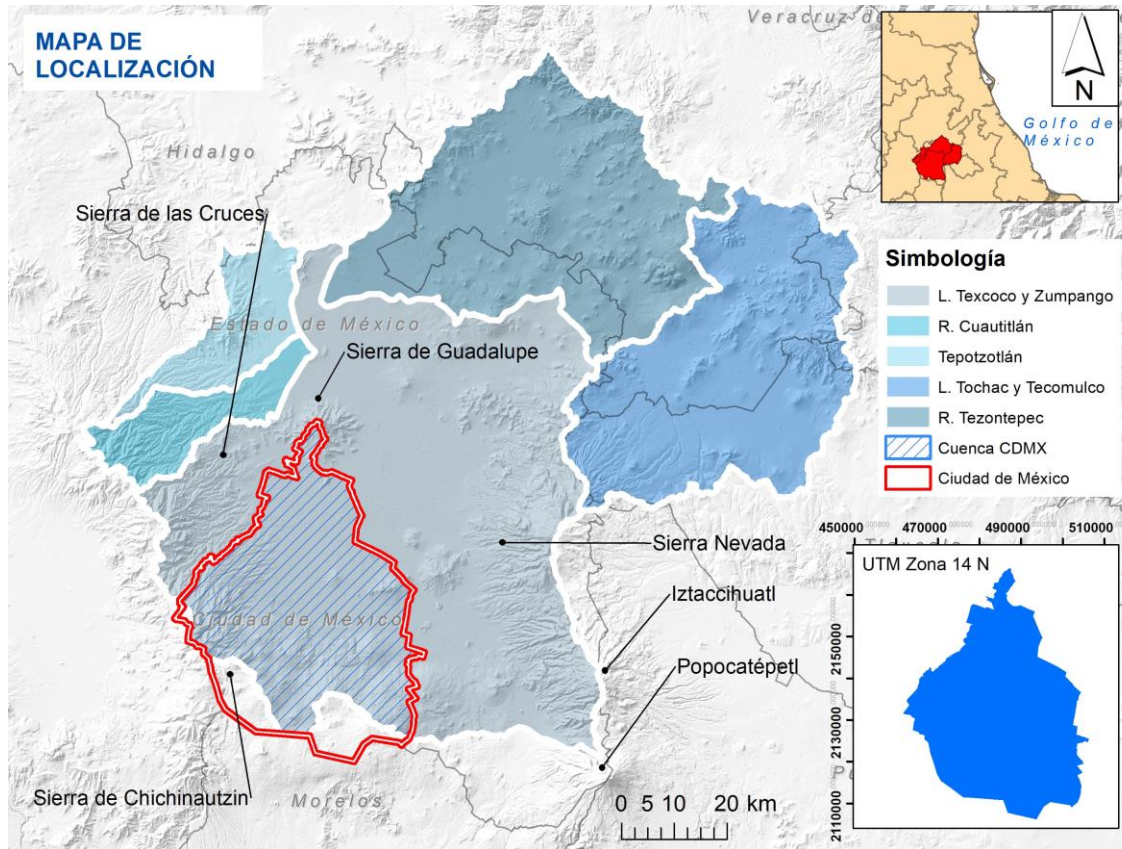 MAPA DE
LOCALIZACIÓN
Veracruz de
N
Golfo de
México
Hidalgo
Sierra de las Cruces
Estado de México
Sierra de Guadalupe
Simbología
L. Texcoco y Zumpango
R. Cuautitlán
Tepotzotlán
L. Tochac y Tecomulco
R. Tezontepec
Cuenca CDMX
Ciudad de México
Sierra Nevada
Iztaccihuatl
Popocatépetl
Ciudad de México
Sierra de Chichinautzin
Morelos
0 5 10 20 km
450000 470000 490000 510000
UTM Zona 14 N
2150000
2130000
2110000